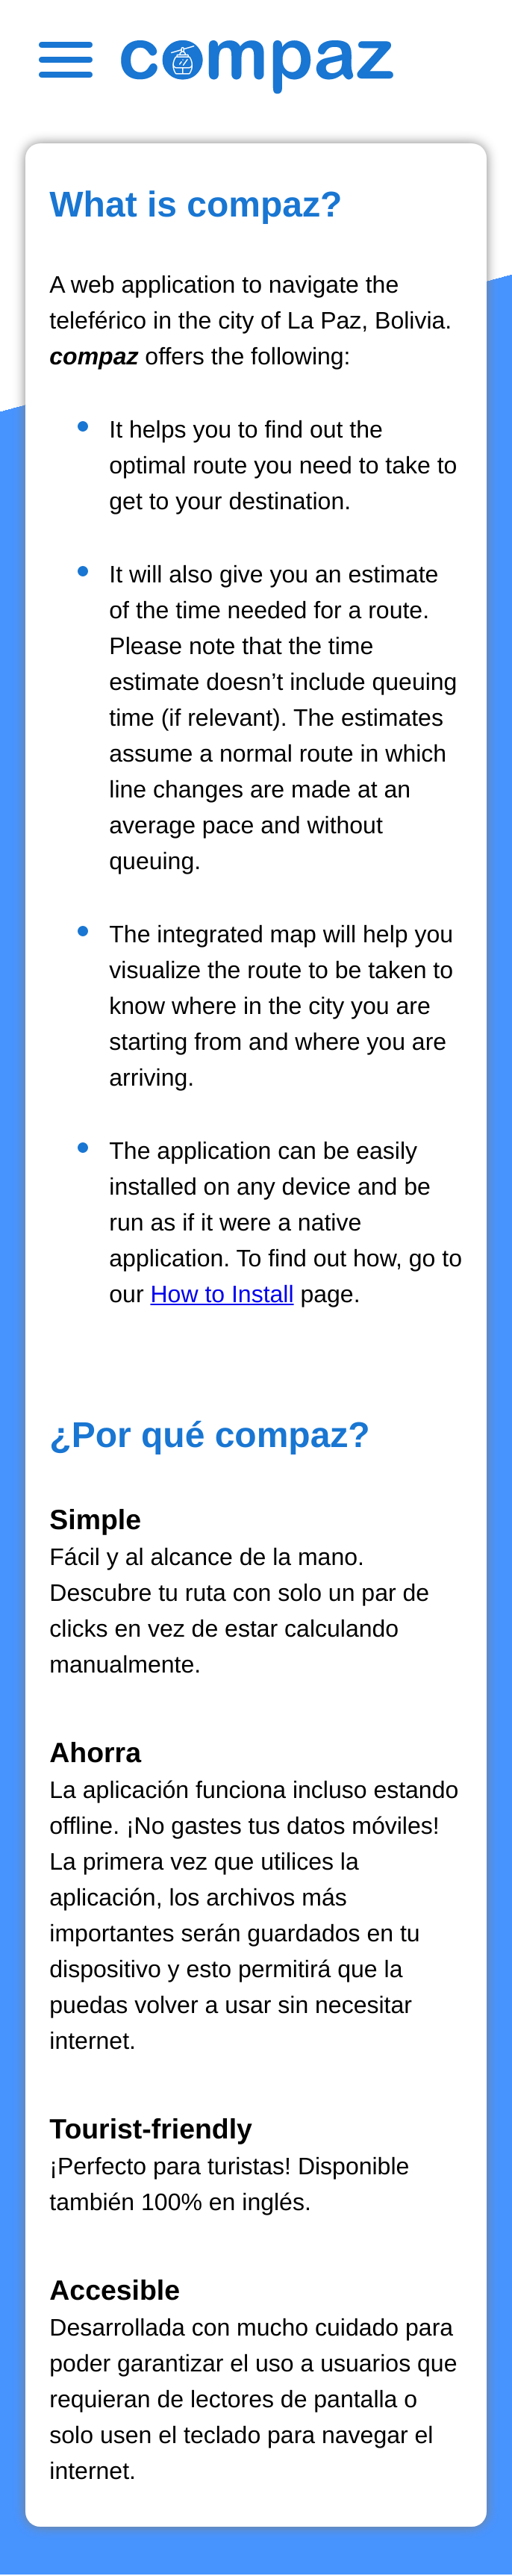 compaz
What is compaz?
A web application to navigate the
teleférico in the city of La Paz, Bolivia.
compaz offers the following:
It helps you to find out the
optimal route you need to take to
get to your destination.
It will also give you an estimate
of the time needed for a route.
Please note that the time
estimate doesn’t include queuing
time (if relevant). The estimates
assume a normal route in which
line changes are made at an
average pace and without
queuing.
The integrated map will help you
visualize the route to be taken to
know where in the city you are
starting from and where you are
arriving.
The application can be easily
installed on any device and be
run as if it were a native
application. To find out how, go to
our How to Install page.
¿Por qué compaz?
Simple
Fácil y al alcance de la mano.
Descubre tu ruta con solo un par de
clicks en vez de estar calculando
manualmente.
Ahorra
La aplicación funciona incluso estando
offline. ¡No gastes tus datos móviles!
La primera vez que utilices la
aplicación, los archivos más
importantes serán guardados en tu
dispositivo y esto permitirá que la
puedas volver a usar sin necesitar
internet.
Tourist-friendly
¡Perfecto para turistas! Disponible
también 100% en inglés.
Accesible
Desarrollada con mucho cuidado para
poder garantizar el uso a usuarios que
requieran de lectores de pantalla o
solo usen el teclado para navegar el
internet.